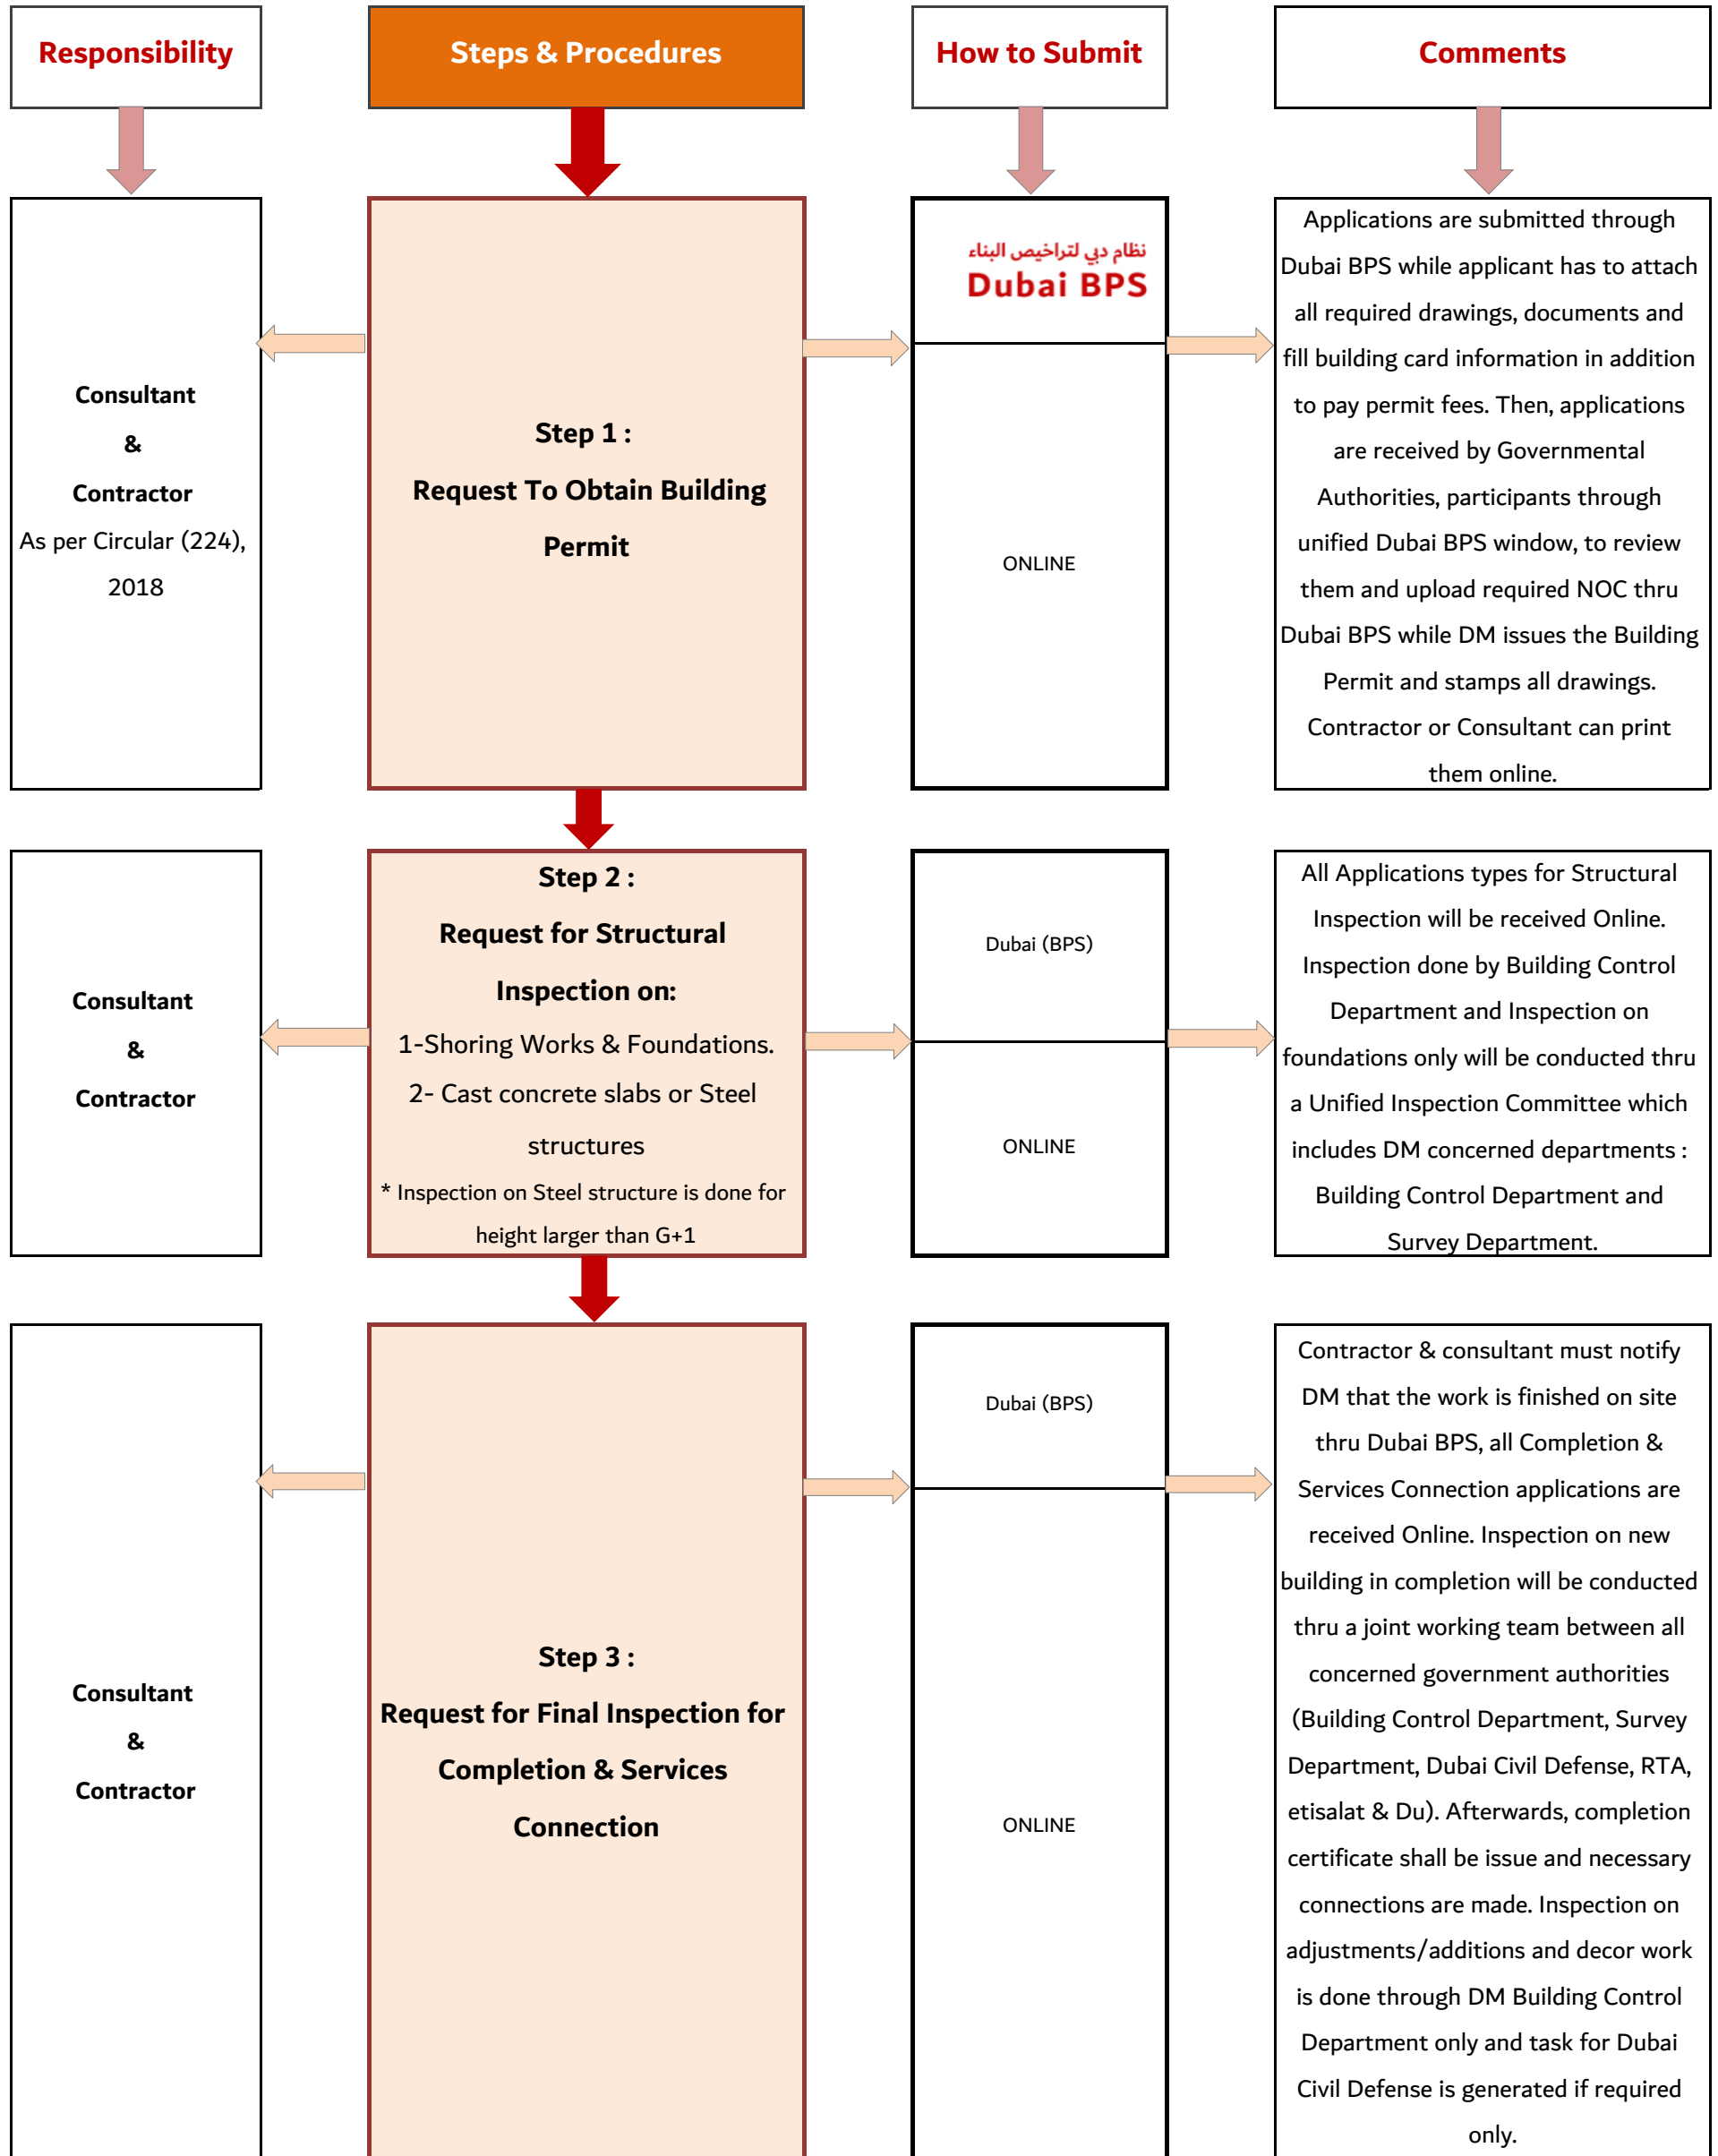 Responsibility
Steps & Procedures
How to Submit
Comments
Consultant
&
Contractor
As per Circular (224),
2018
Step 1 :
Request To Obtain Building
Permit
نظام دبي لتراخيص البناء
Dubai BPS
ONLINE
Applications are submitted through
Dubai BPS while applicant has to attach
all required drawings, documents and
fill building card information in addition
to pay permit fees. Then, applications
are received by Governmental
Authorities, participants through
unified Dubai BPS window, to review
them and upload required NOC thru
Dubai BPS while DM issues the Building
Permit and stamps all drawings.
Contractor or Consultant can print
them online.
Consultant
&
Contractor
Step 2 :
Request for Structural
Inspection on:
1-Shoring Works & Foundations.
2- Cast concrete slabs or Steel
structures
* Inspection on Steel structure is done for
height larger than G+1
Dubai (BPS)
ONLINE
All Applications types for Structural
Inspection will be received Online.
Inspection done by Building Control
Department and Inspection on
foundations only will be conducted thru
a Unified Inspection Committee which
includes DM concerned departments :
Building Control Department and
Survey Department.
Consultant
&
Contractor
Step 3 :
Request for Final Inspection for
Completion & Services
Connection
Dubai (BPS)
ONLINE
Contractor & consultant must notify
DM that the work is finished on site
thru Dubai BPS, all Completion &
Services Connection applications are
received Online. Inspection on new
building in completion will be conducted
thru a joint working team between all
concerned government authorities
(Building Control Department, Survey
Department, Dubai Civil Defense, RTA,
etisalat & Du). Afterwards, completion
certificate shall be issue and necessary
connections are made. Inspection on
adjustments/additions and decor work
is done through DM Building Control
Department only and task for Dubai
Civil Defense is generated if required
only.